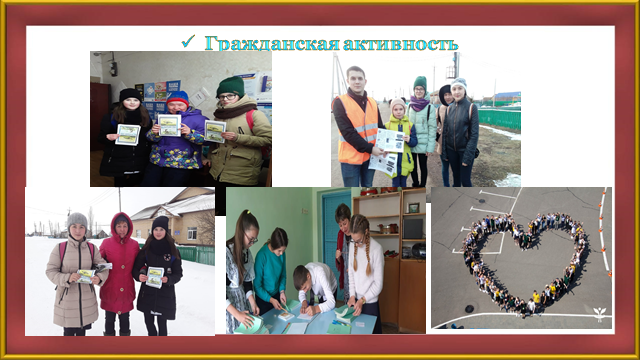 ✓ Гражданская активность